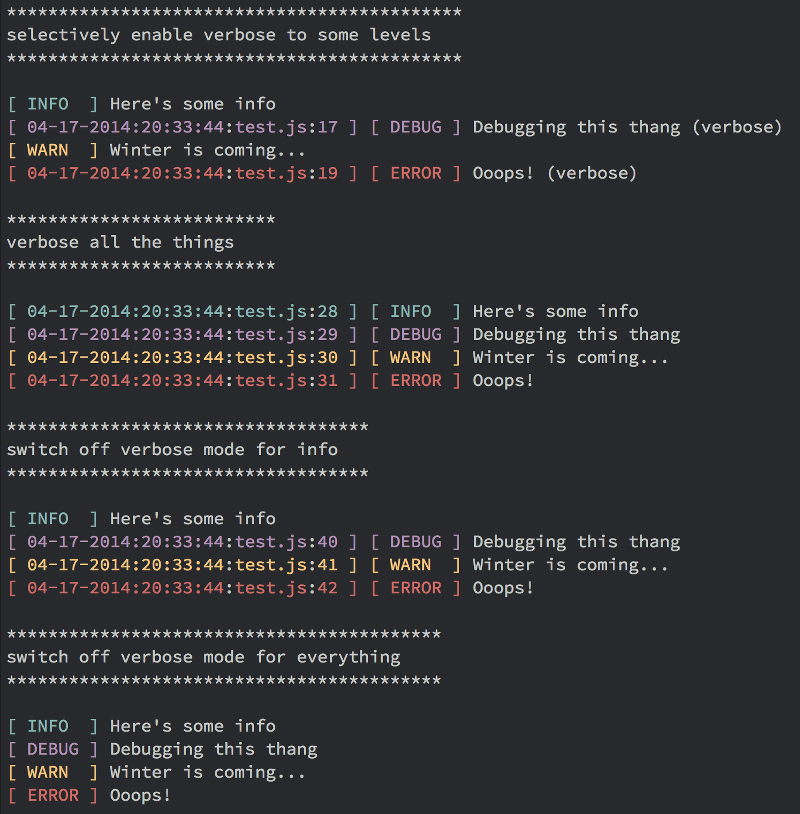 ********************************************
selectively enable verbose to some levels
********************************************
[ INFO  ] Here's some info
[ 04-17-2014:20:33:44:test.js:17 ] [ DEBUG ] Debugging this thang (verbose)
[ WARN  ] Winter is coming...
[ 04-17-2014:20:33:44:test.js:19 ] [ ERROR ] Ooops! (verbose)
**************************
verbose all the things
**************************
[ 04-17-2014:20:33:44:test.js:28 ] [ INFO  ] Here's some info
[ 04-17-2014:20:33:44:test.js:29 ] [ DEBUG ] Debugging this thang
[ 04-17-2014:20:33:44:test.js:30 ] [ WARN  ] Winter is coming...
[ 04-17-2014:20:33:44:test.js:31 ] [ ERROR ] Ooops!
***********************************
switch off verbose mode for info
***********************************
[ INFO  ] Here's some info
[ 04-17-2014:20:33:44:test.js:40 ] [ DEBUG ] Debugging this thang
[ 04-17-2014:20:33:44:test.js:41 ] [ WARN  ] Winter is coming...
[ 04-17-2014:20:33:44:test.js:42 ] [ ERROR ] Ooops!
******************************************
switch off verbose mode for everything
******************************************
[ INFO  ] Here's some info
[ DEBUG ] Debugging this thang
[ WARN  ] Winter is coming...
[ ERROR ] Ooops!